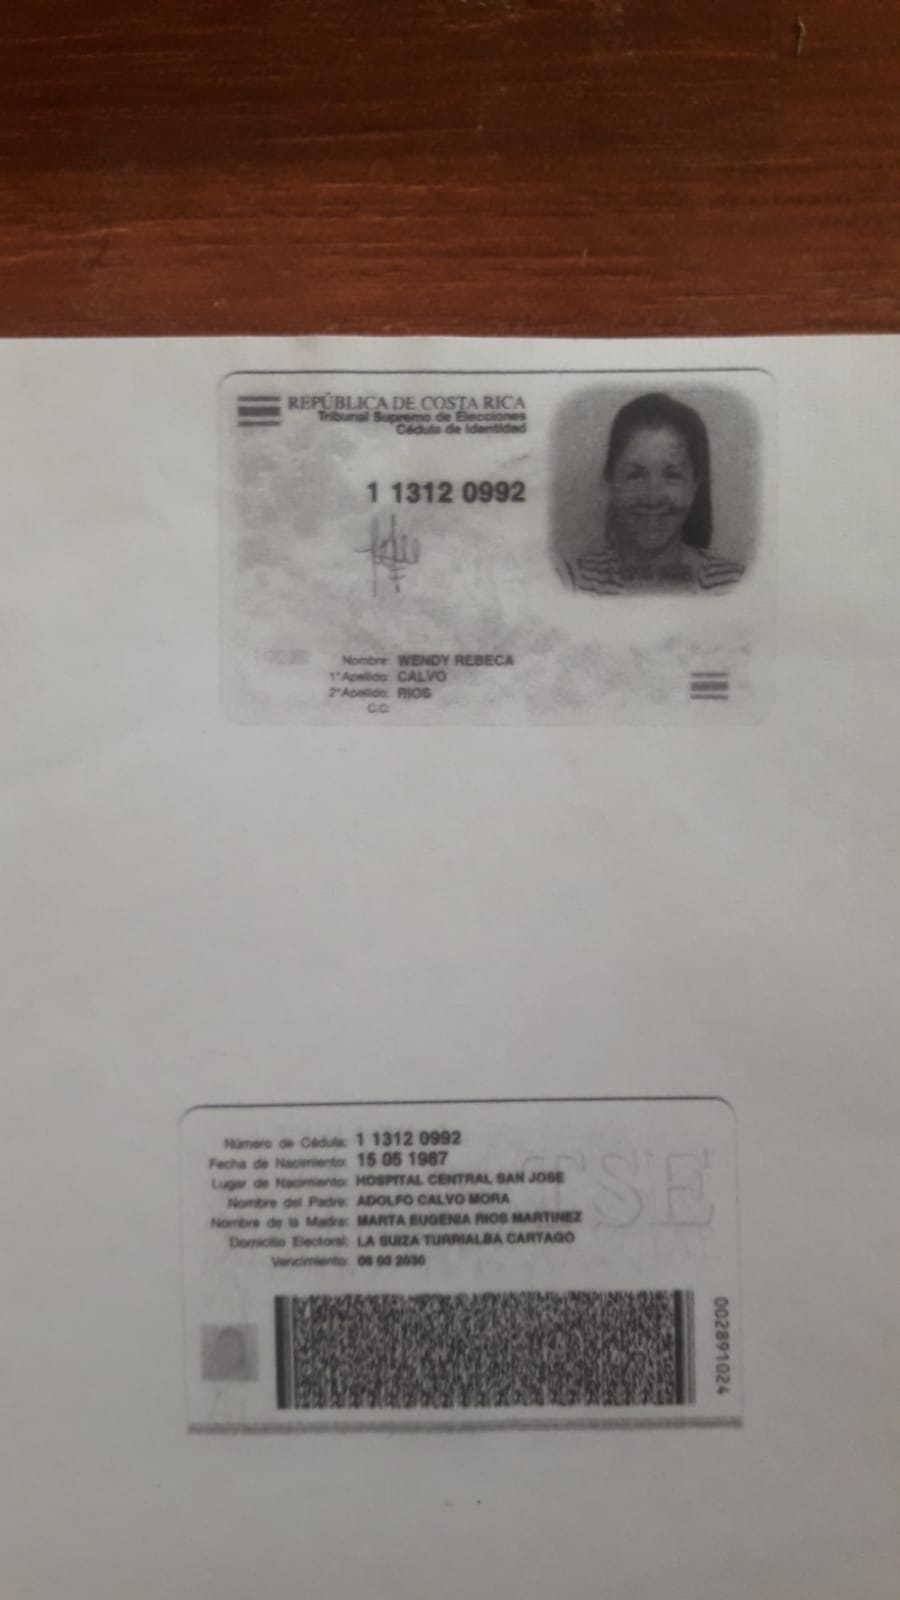 REPÚBLICA DE COSTA RICA
Tribunal Supremo de Elecciones
Cédula de Identidad
1 1312 0992
Nombre: WENDY REBECA
1° Apellido: CALVO
2° Apellido: RIOS
C.C:
Número de Cédula: 1 1312 0992
Fecha de Nacimiento: 15 05 1987
Lugar de Nacimiento: HOSPITAL CENTRAL SAN JOSE
Nombre del Padre: ADOLFO CALVO MORA
Nombre de la Madre: MARTA EUGENIA RIOS MARTINEZ
Domicilio Electoral: LA SUIZA TURRIALBA CARTAGO
Vencimiento: 06 03 2030
TSE
002891024